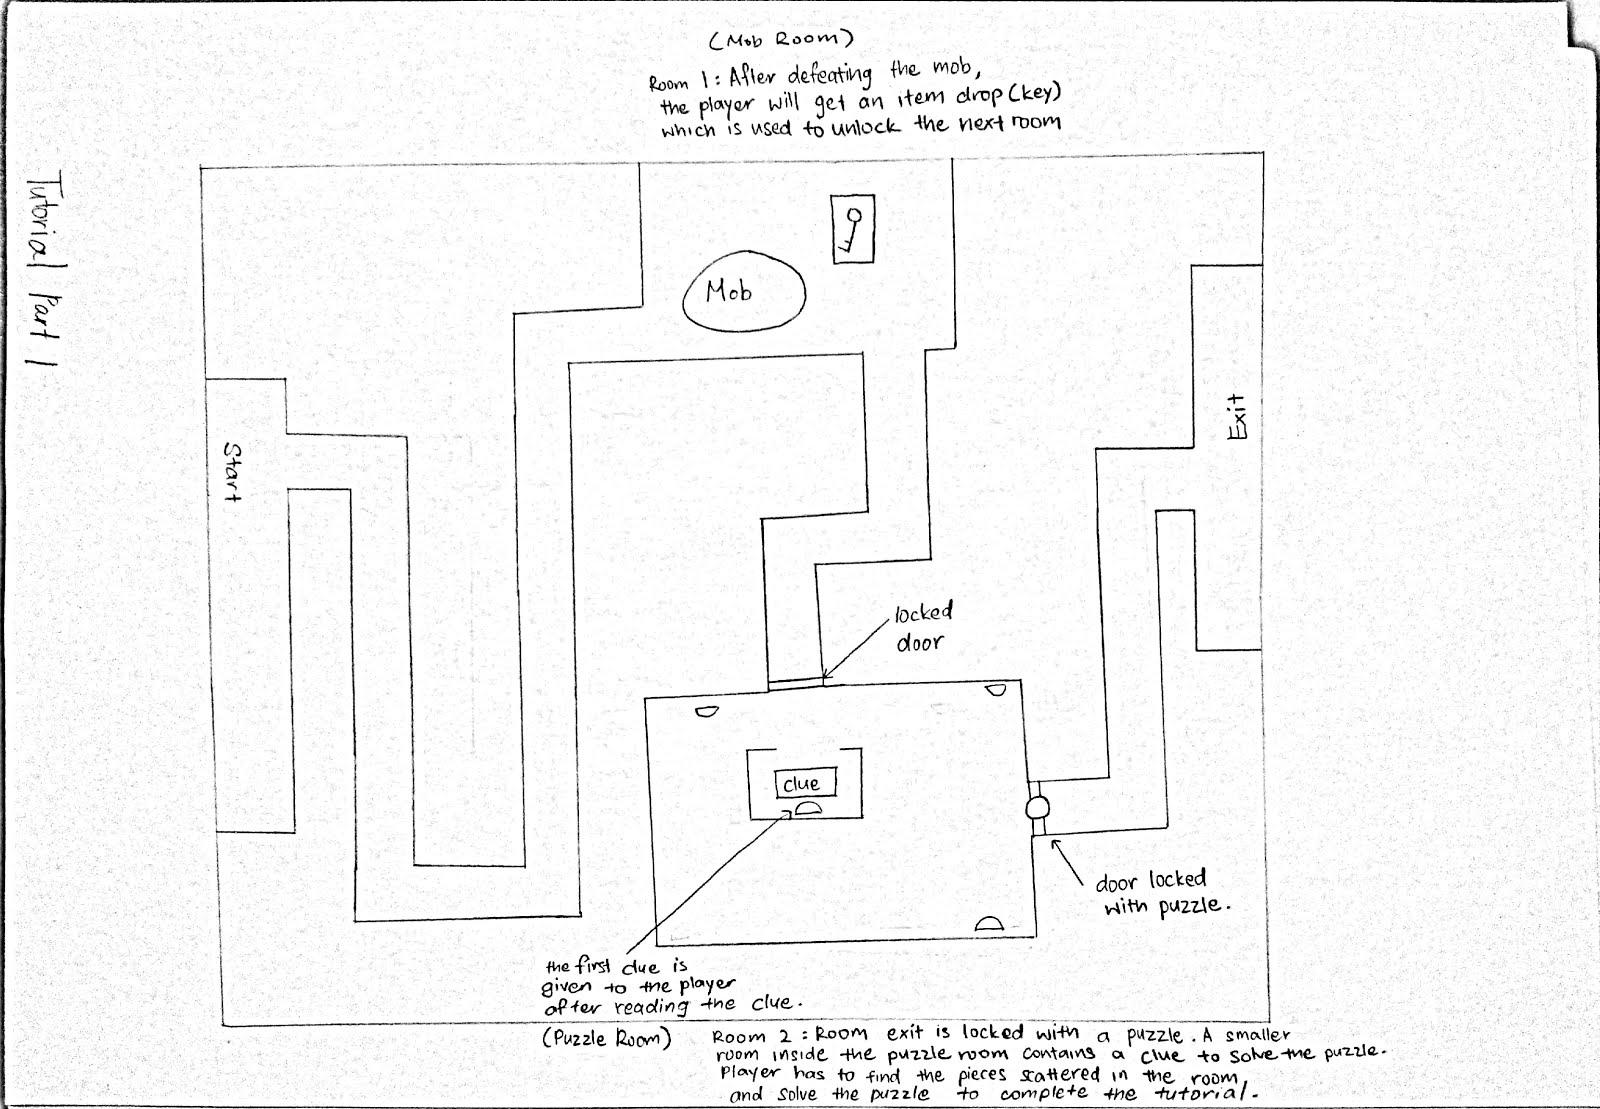 (Mob Room)
Room 1: After defeating the mob,
the player will get an item drop (key)
which is used to unlock the next room
Tutorial Part 1
Mob
Start
Exit
locked
door
clue
door locked
with puzzle.
the first clue is
given to the player
after reading the clue.
(Puzzle Room)
Room 2 : Room exit is locked with a puzzle. A smaller
room inside the puzzle room contains a clue to solve the puzzle.
Player has to find the pieces scattered in the room,
and solve the puzzle to complete the tutorial.